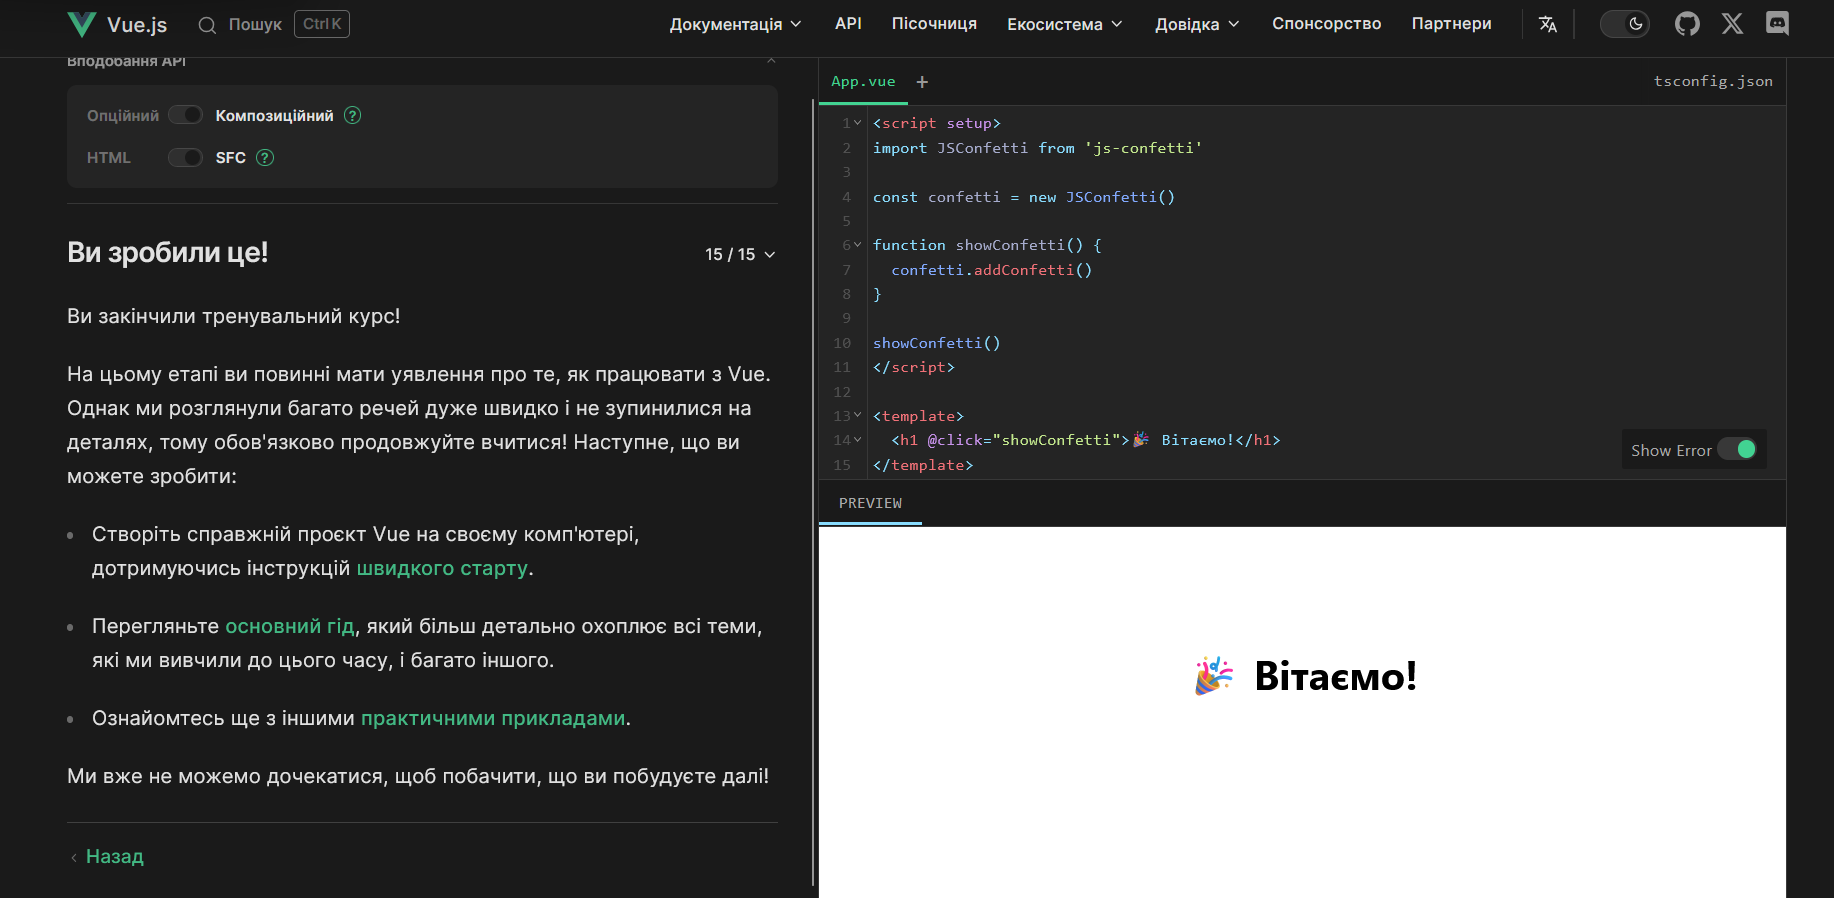 Vue.js
Пошук
Ctrl K
Документація
API
Пісочниця
Екосистема
Довідка
Спонсорство
Партнери
Вподобання API
Опційний
Композиційний
?
HTML
SFC
?
Ви зробили це!
15 / 15
Ви закінчили тренувальний курс!
На цьому етапі ви повинні мати уявлення про те, як працювати з Vue.
Однак ми розглянули багато речей дуже швидко і не зупинилися на
деталях, тому обов'язково продовжуйте вчитися! Наступне, що ви
можете зробити:
Створіть справжній проєкт Vue на своєму комп'ютері,
дотримуючись інструкцій швидкого старту.
Перегляньте основний гід, який більш детально охоплює всі теми,
які ми вивчили до цього часу, і багато іншого.
Ознайомтесь ще з іншими практичними прикладами.
Ми вже не можемо дочекатися, щоб побачити, що ви побудуєте далі!
Назад
App.vue
+
tsconfig.json
1 <script setup>
2 import JSConfetti from 'js-confetti'
3
4 const confetti = new JSConfetti()
5
6 function showConfetti() {
7   confetti.addConfetti()
8 }
9
10 showConfetti()
11 </script>
12
13 <template>
14   <h1 @click="showConfetti">🎉 Вітаємо!</h1>
15 </template>
Show Error
PREVIEW
🎉 Вітаємо!